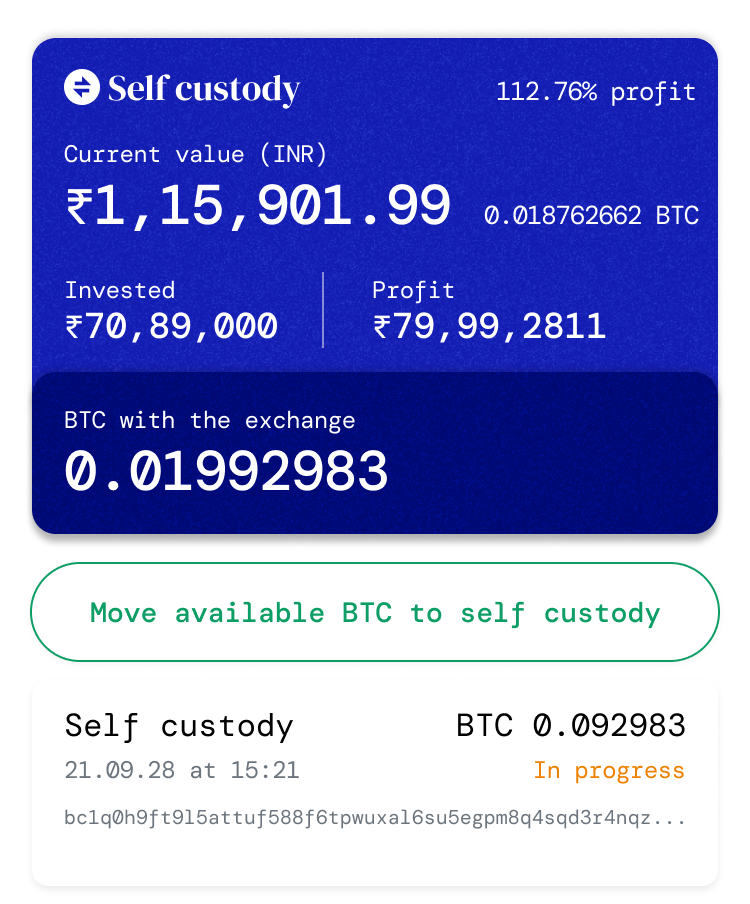 Self custody
112.76% profit
Current value (INR)
₹1,15,901.99 0.018762662 BTC
Invested
₹70,89,000
Profit
₹79,99,2811
BTC with the exchange
0.01992983
Move available BTC to self custody
Self custody BTC 0.092983
21.09.28 at 15:21 In progress
bc1q0h9ft9l5attuf588f6tpwuxal6su5egpm8q4sqd3r4nqz...